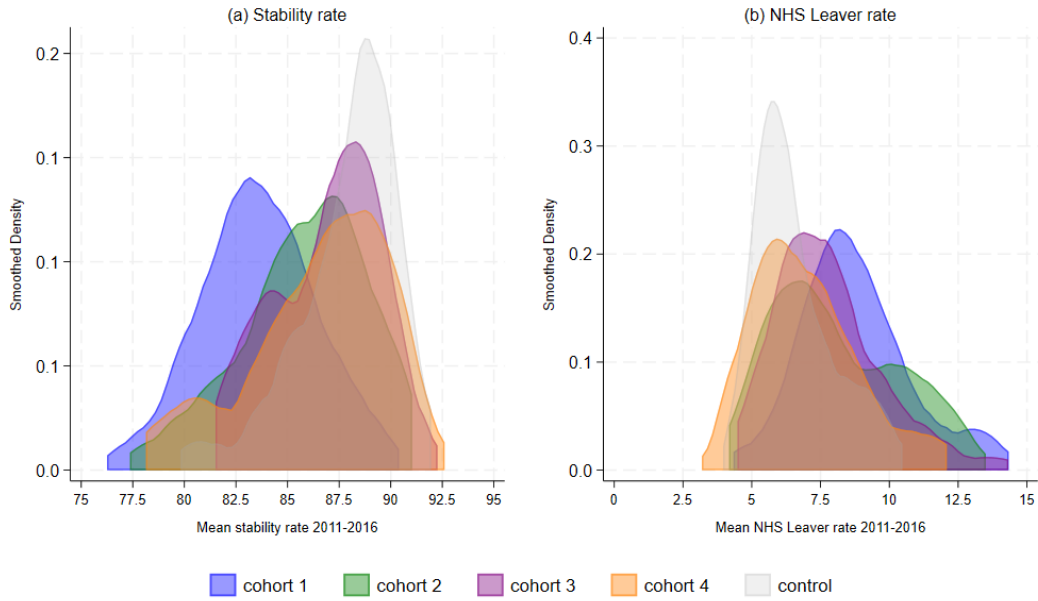 (a) Stability rate
0.2
0.1
0.1
0.1
0.0
Smoothed Density
75 77.5 80 82.5 85 87.5 90 92.5 95
Mean stability rate 2011-2016
(b) NHS Leaver rate
0.4
0.3
0.2
0.1
0.0
Smoothed Density
0 2.5 5 7.5 10 12.5 15
Mean NHS Leaver rate 2011-2016
cohort 1 cohort 2 cohort 3 cohort 4 control